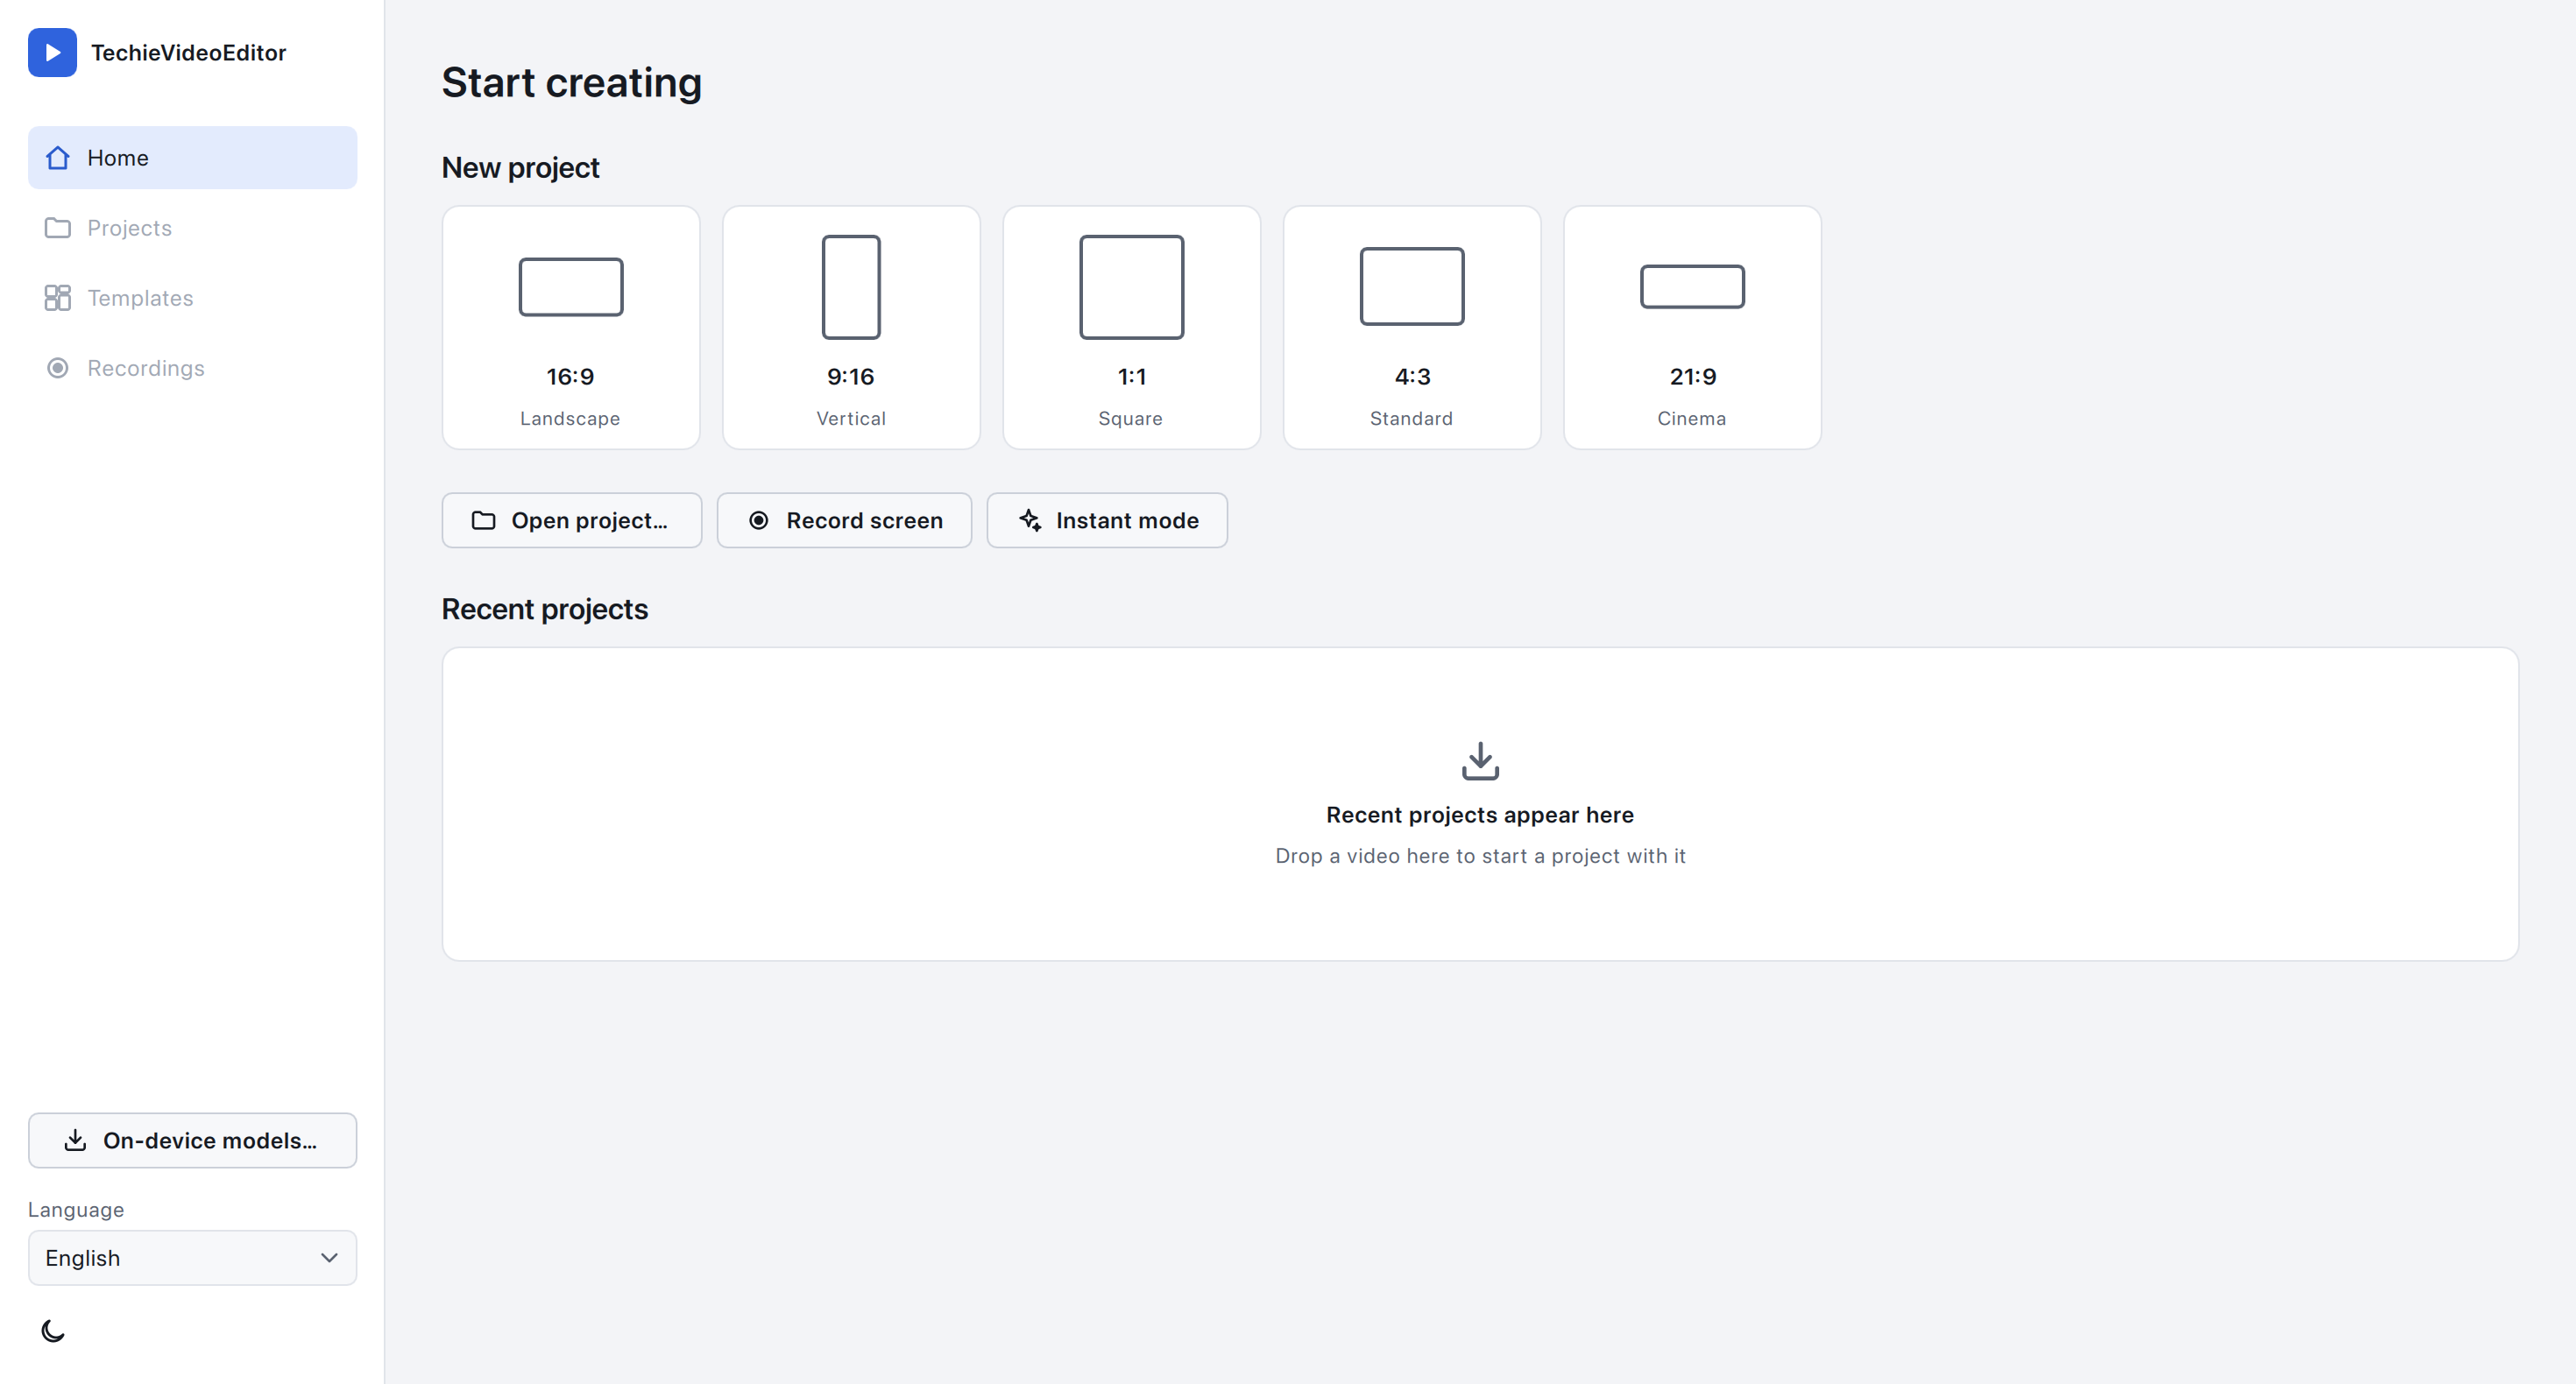 TechieVideoEditor
Home
Projects
Templates
Recordings
On-device models...
Language
English
Start creating
New project
16:9
Landscape
9:16
Vertical
1:1
Square
4:3
Standard
21:9
Cinema
Open project...
Record screen
Instant mode
Recent projects
Recent projects appear here
Drop a video here to start a project with it